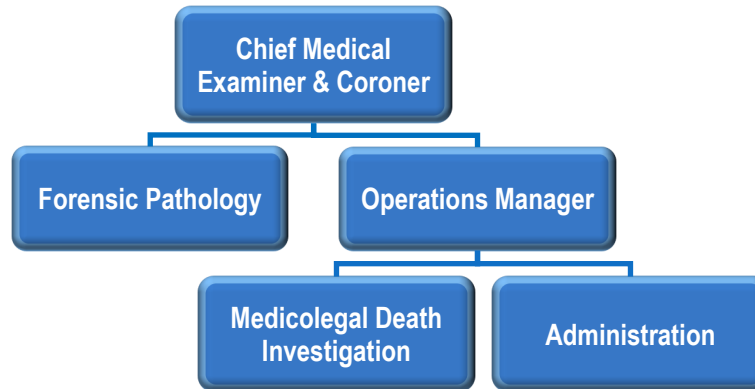 Chief Medical
Examiner & Coroner
Forensic Pathology
Operations Manager
Medicolegal Death
Investigation
Administration